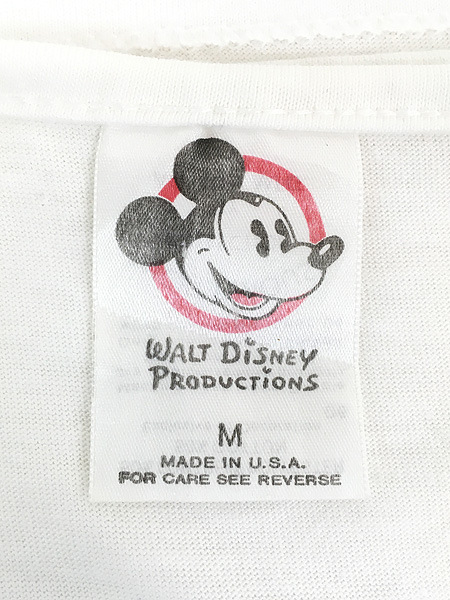 WALT DISNEY
PRODUCTIONS
M
MADE IN U.S.A.
FOR CARE SEE REVERSE